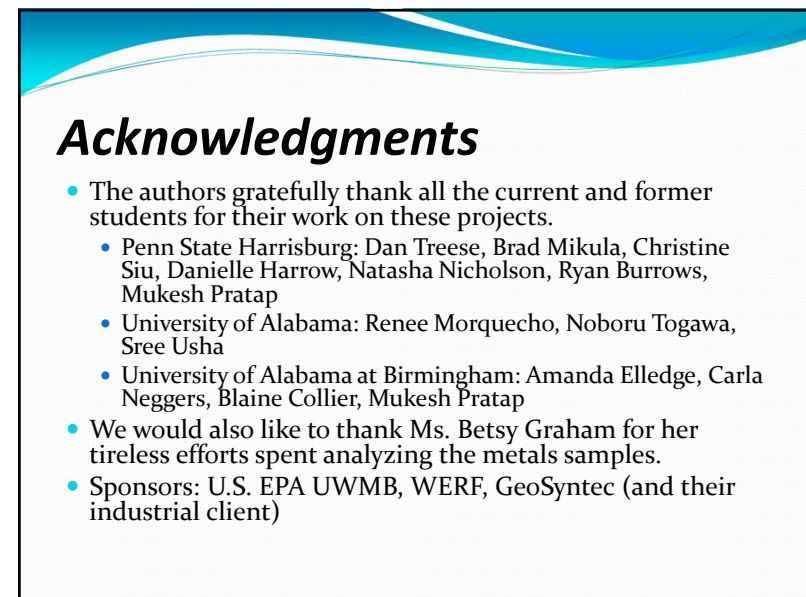 Acknowledgments
• The authors gratefully thank all the current and former
students for their work on these projects.
• Penn State Harrisburg: Dan Treese, Brad Mikula, Christine
Siu, Danielle Harrow, Natasha Nicholson, Ryan Burrows,
Mukesh Pratap
• University of Alabama: Renee Morquecho, Noboru Togawa,
Sree Usha
• University of Alabama at Birmingham: Amanda Elledge, Carla
Neggers, Blaine Collier, Mukesh Pratap
• We would also like to thank Ms. Betsy Graham for her
tireless efforts spent analyzing the metals samples.
• Sponsors: U.S. EPA UWMB, WERF, GeoSyntec (and their
industrial client)